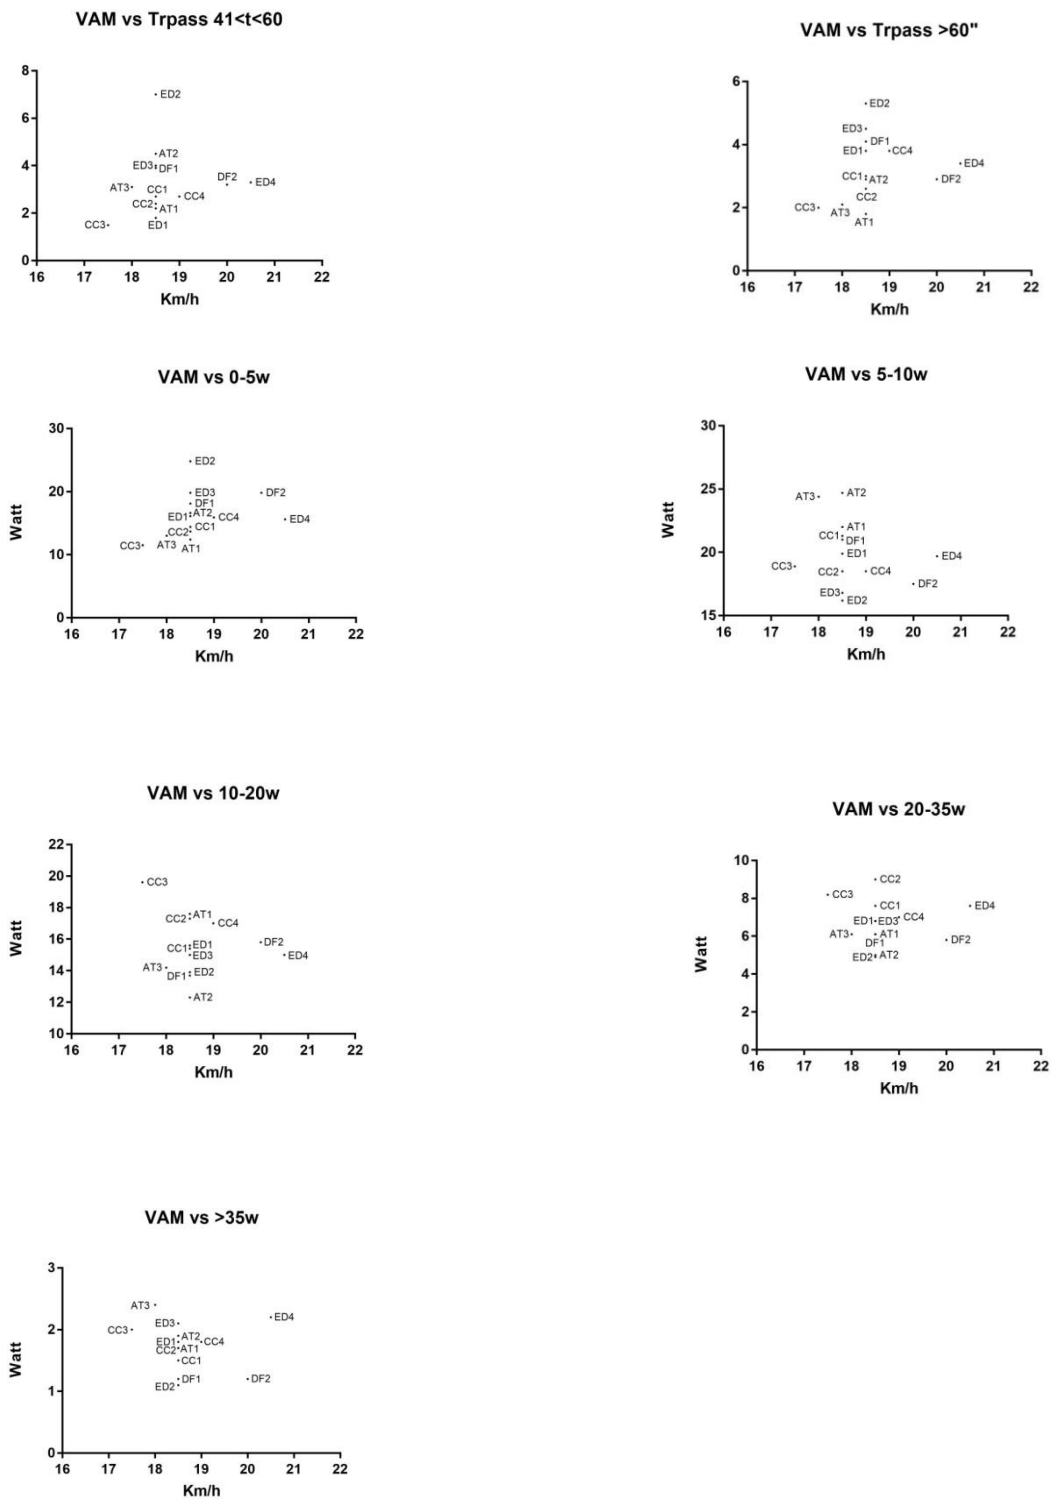 VAM vs Trpass 41<t<60
8
6
4
2
0
16 17 18 19 20 21 22
Km/h
ED2
AT2
ED3
DF1
AT3
CC1
CC2
AT1
ED1
CC3
CC4
DF2
ED4
VAM vs Trpass >60"
6
4
2
0
16 17 18 19 20 21 22
Km/h
ED2
ED3
DF1
ED1
CC4
ED4
CC1
AT2
DF2
CC2
CC3
AT3
AT1
VAM vs 0-5w
Watt
30
20
10
0
16 17 18 19 20 21 22
Km/h
ED2
ED3
DF2
DF1
AT2
ED1
CC4
ED4
CC1
CC2
CC3
AT3
AT1
VAM vs 5-10w
Watt
30
25
20
15
16 17 18 19 20 21 22
Km/h
AT3
AT2
AT1
CC1
DF1
ED1
ED4
CC3
CC2
CC4
DF2
ED3
ED2
VAM vs 10-20w
Watt
22
20
18
16
14
12
10
16 17 18 19 20 21 22
Km/h
CC3
AT1
CC2
CC4
ED1
CC1
DF2
ED3
ED4
AT3
ED2
DF1
AT2
VAM vs 20-35w
Watt
10
8
6
4
2
0
16 17 18 19 20 21 22
Km/h
CC2
CC3
CC1
ED4
CC4
ED1
ED3
AT3
AT1
DF1
DF2
ED2
AT2
VAM vs >35w
Watt
3
2
1
0
16 17 18 19 20 21 22
Km/h
AT3
ED4
ED3
CC3
AT2
ED1
CC4
CC2
AT1
CC1
DF1
DF2
ED2